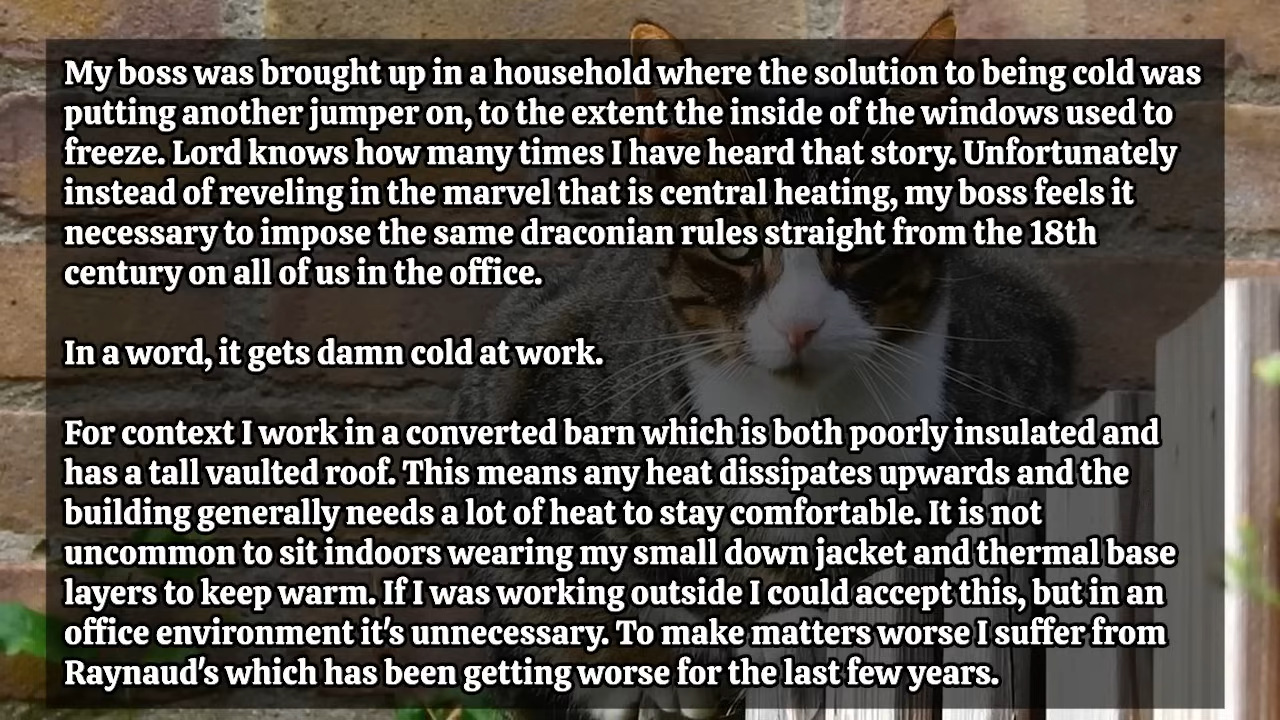 My boss was brought up in a household where the solution to being cold was
putting another jumper on, to the extent the inside of the windows used to
freeze. Lord knows how many times I have heard that story. Unfortunately
instead of reveling in the marvel that is central heating, my boss feels it
necessary to impose the same draconian rules straight from the 18th
century on all of us in the office.
In a word, it gets damn cold at work.
For context I work in a converted barn which is both poorly insulated and
has a tall vaulted roof. This means any heat dissipates upwards and the
building generally needs a lot of heat to stay comfortable. It is not
uncommon to sit indoors wearing my small down jacket and thermal base
layers to keep warm. If I was working outside I could accept this, but in an
office environment it's unnecessary. To make matters worse I suffer from
Raynaud's which has been getting worse for the last few years.